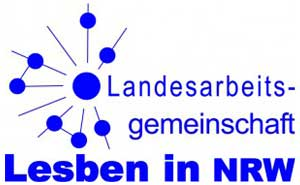 Landesarbeits-
gemeinschaft
Lesben in NRW